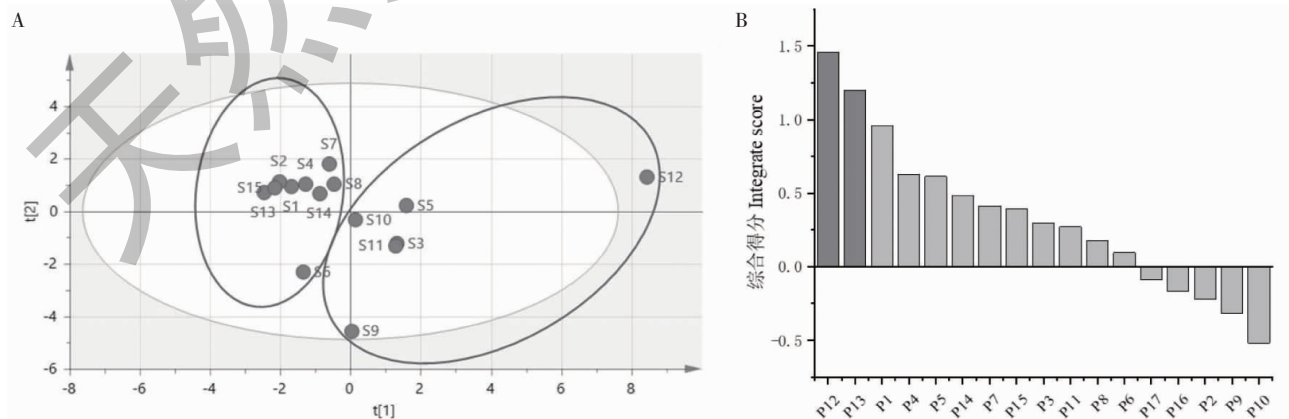 A
B
天然
t[2]
4
2
0
-2
-4
-6
-8
-6
-4
-2
0
2
4
6
8
t[1]
S7
S2
S4
S15
S8
S13
S1
S14
S12
S5
S10
S11
S3
S6
S9
综合得分 Integrate score
1.5
1.0
0.5
0.0
-0.5
P12
P13
P1
P4
P5
P14
P7
P15
P3
P11
P8
P6
P17
P16
P2
P9
P10